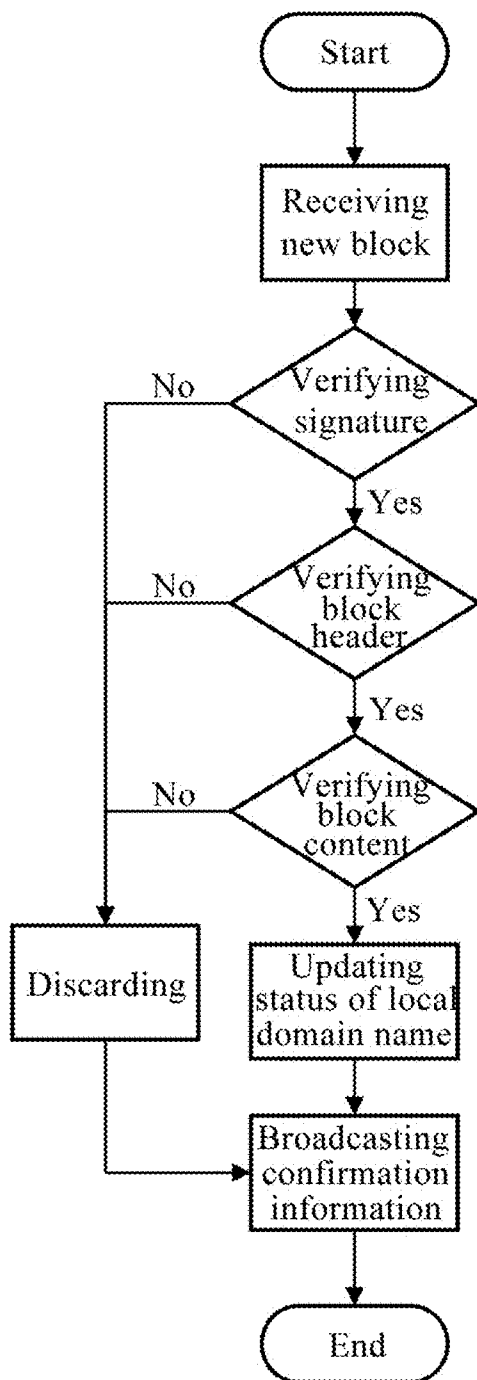 Start
Receiving
new block
No
Verifying
signature
Yes
No
Verifying
block
header
Yes
No
Verifying
block
content
Yes
Discarding
Updating
status of local
domain name
Broadcasting
confirmation
information
End